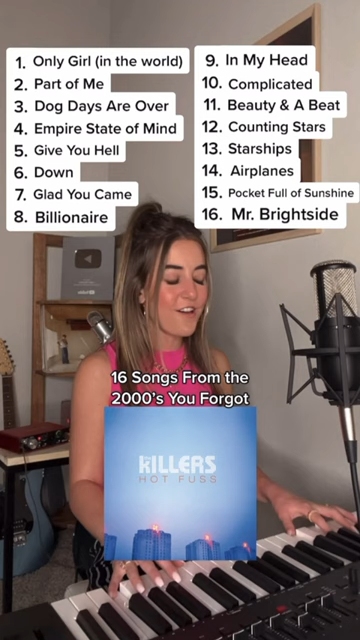 1. Only Girl (in the world)
2. Part of Me
3. Dog Days Are Over
4. Empire State of Mind
5. Give You Hell
6. Down
7. Glad You Came
8. Billionaire
9. In My Head
10. Complicated
11. Beauty & A Beat
12. Counting Stars
13. Starships
14. Airplanes
15. Pocket Full of Sunshine
16. Mr. Brightside
16 Songs From the
2000's You Forgot
the KILLERS
HOT FUSS